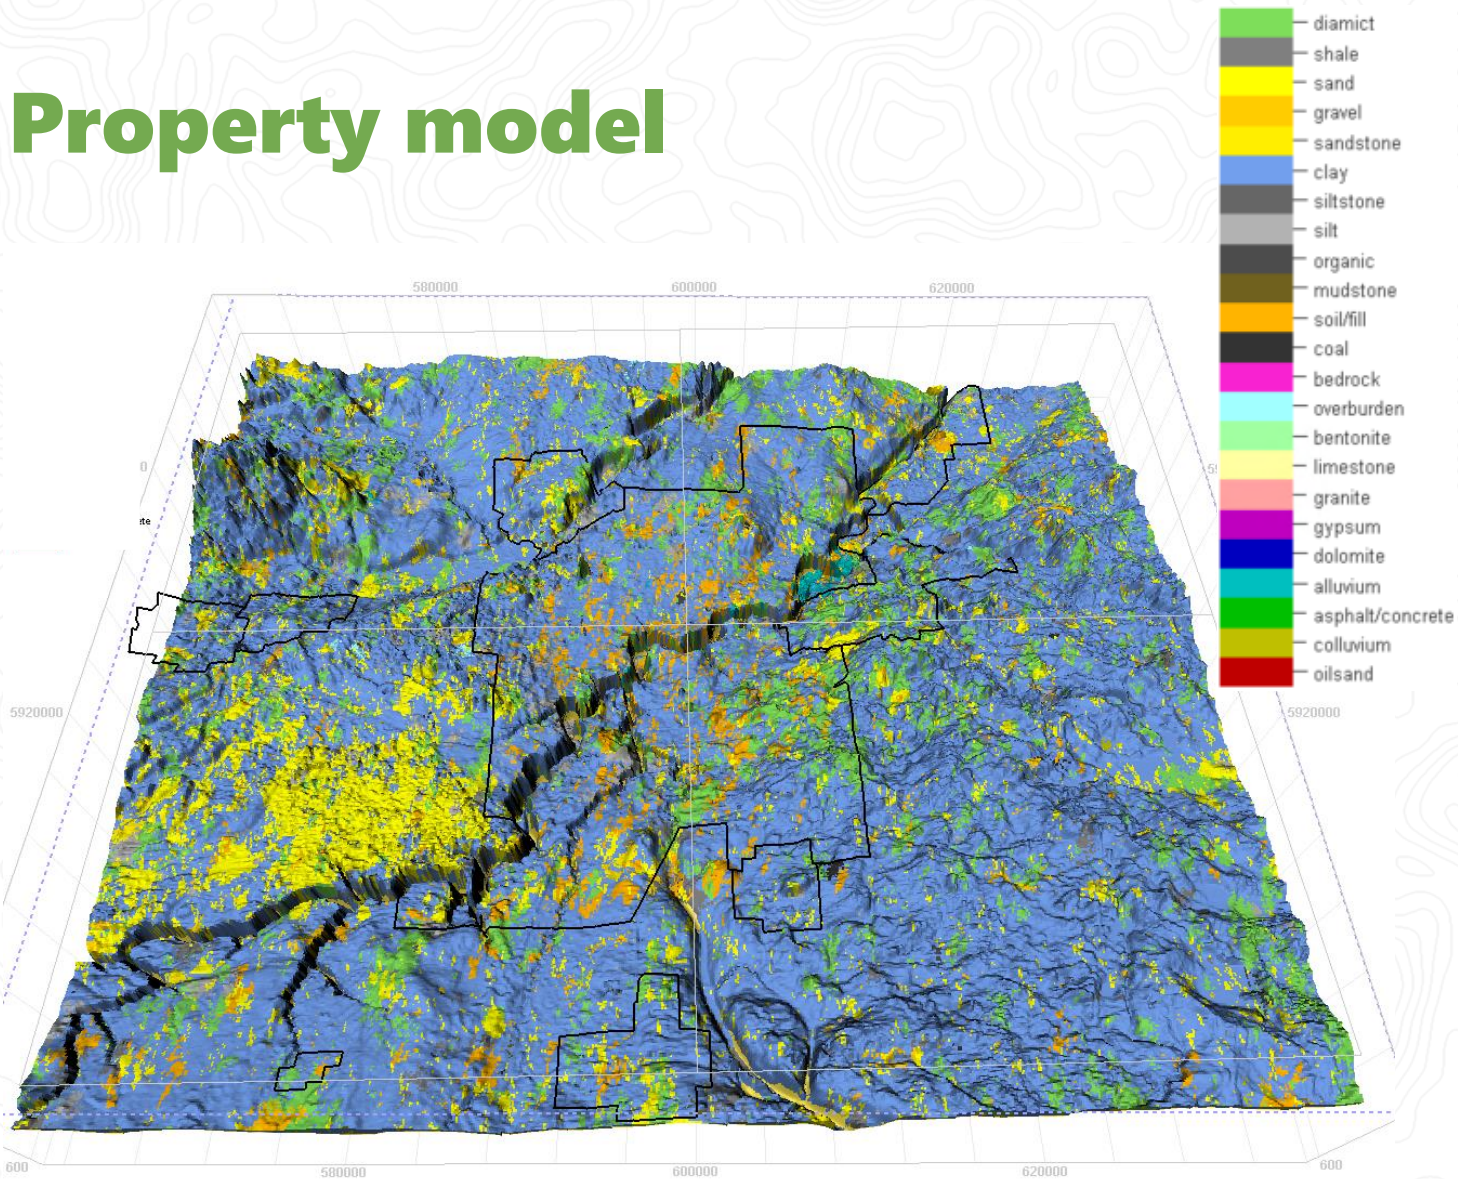 Property model
diamict
shale
sand
gravel
sandstone
clay
siltstone
silt
organic
mudstone
soil/fill
coal
bedrock
overburden
bentonite
limestone
granite
gypsum
dolomite
alluvium
asphalt/concrete
colluvium
oilsand
580000
600000
620000
0
5920000
5920000
600
580000
600000
620000
600